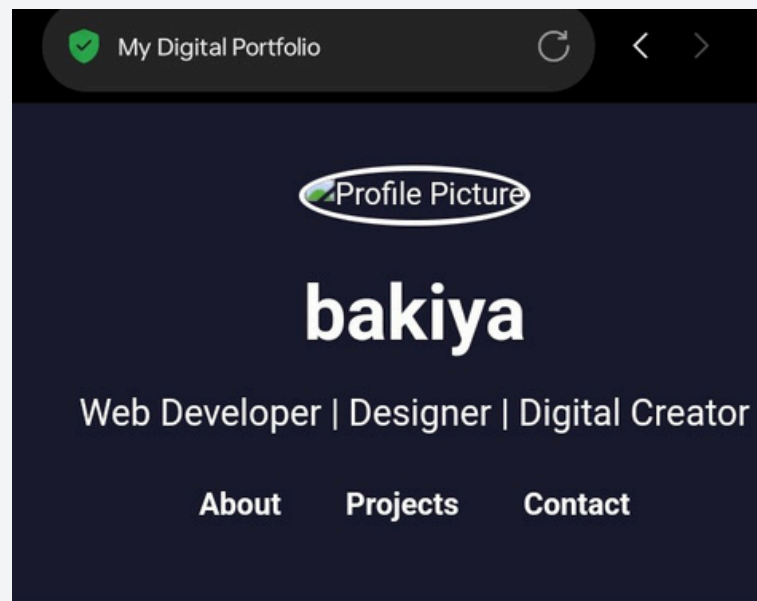 My Digital Portfolio
Profile Picture
bakiya
Web Developer | Designer | Digital Creator
About Projects Contact